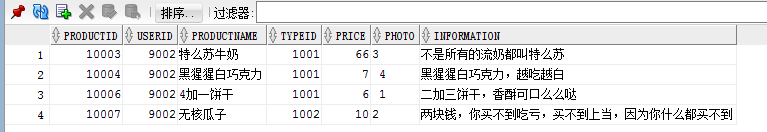 排序.. 过滤器:
PRODUCTID USERID PRODUCTNAME TYPEID PRICE PHOTO INFORMATION
1 10003 9002 特么苏牛奶 1001 66 3 不是所有的流奶都叫特么苏
2 10004 9002 黑猩猩白巧克力 1001 7 4 黑猩猩白巧克力，越吃越白
3 10006 9002 4加一饼干 1001 6 1 二加三饼干，香酥可口么么哒
4 10007 9002 无核瓜子 1002 10 2 两块钱，你买不到吃亏，买不到上当，因为你什么都买不到